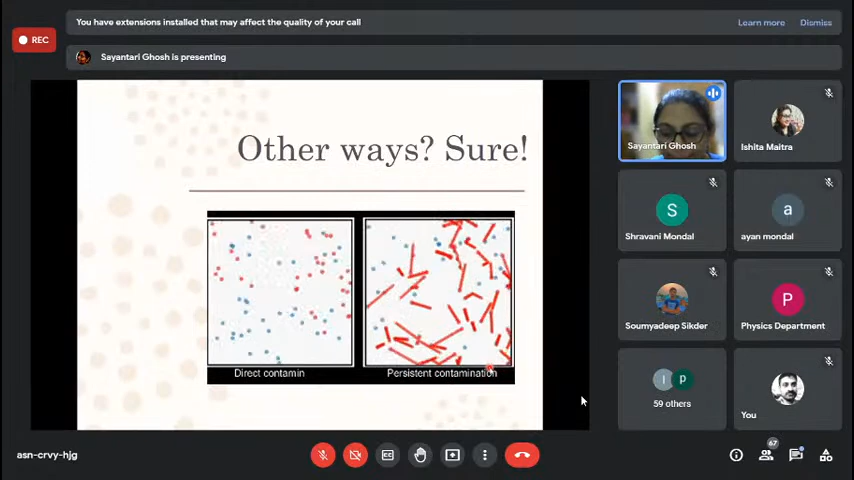 You have extensions installed that may affect the quality of your call
Learn more
Dismiss
REC
Sayantari Ghosh is presenting
Other ways? Sure!
Direct contamin
Persistent contamination
Sayantari Ghosh
Ishita Maitra
S
Shravani Mondal
a
ayan mondal
Soumyadeep Sikder
P
Physics Department
I
p
59 others
You
asn-crvy-hjg
CC
67